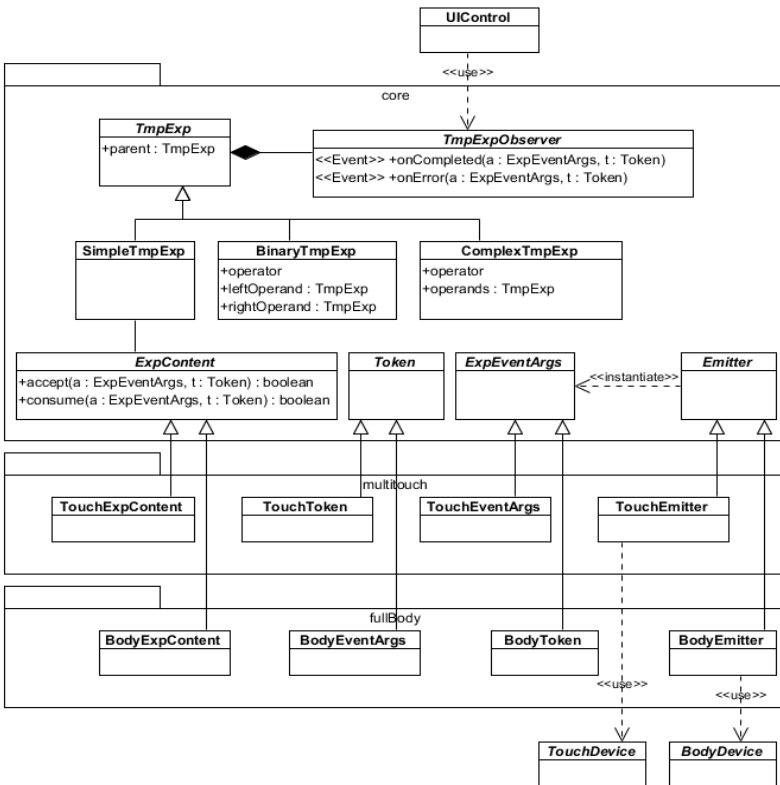 UIControl
<<use>>
core
TmpExp
+parent : TmpExp
TmpExpObserver
<<Event>> +onCompleted(a : ExpEventArgs, t : Token)
<<Event>> +onError(a : ExpEventArgs, t : Token)
SimpleTmpExp
BinaryTmpExp
+operator
+leftOperand : TmpExp
+rightOperand : TmpExp
ComplexTmpExp
+operator
+operands : TmpExp
ExpContent
+accept(a : ExpEventArgs, t : Token) : boolean
+consume(a : ExpEventArgs, t : Token) : boolean
Token
ExpEventArgs
<<instantiate>>
Emitter
multitouch
TouchExpContent
TouchToken
TouchEventArgs
TouchEmitter
fullBody
BodyExpContent
BodyEventArgs
BodyToken
BodyEmitter
<<use>>
<<use>>
TouchDevice
BodyDevice